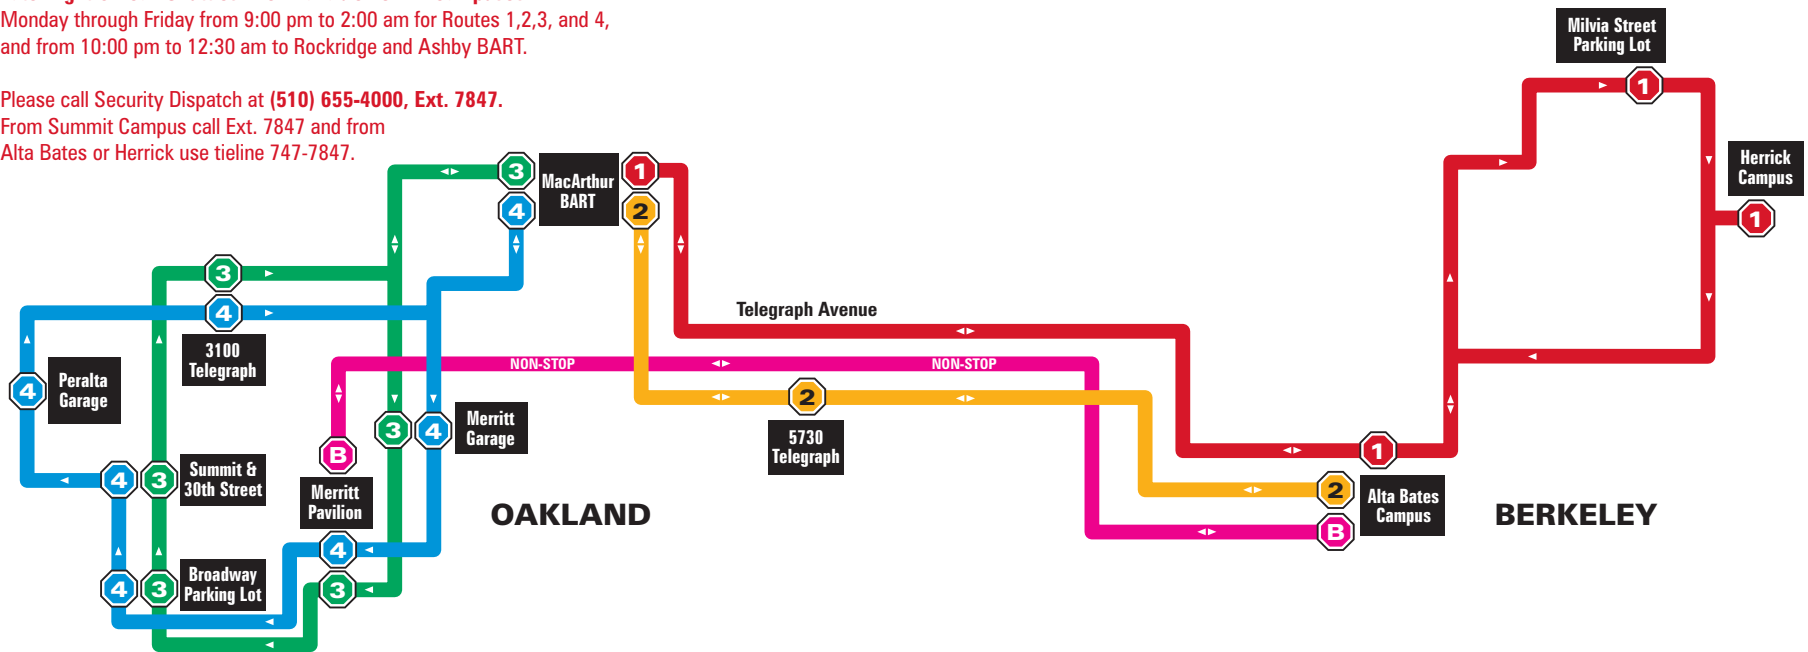 Monday through Friday from 9:00 pm to 2:00 am for Routes 1,2,3, and 4,
and from 10:00 pm to 12:30 am to Rockridge and Ashby BART.
Please call Security Dispatch at (510) 655-4000, Ext. 7847.
From Summit Campus call Ext. 7847 and from
Alta Bates or Herrick use tieline 747-7847.
Milvia Street
Parking Lot
1
Herrick
Campus
1
3
4
MacArthur
BART
1
2
3
4
3100
Telegraph
Telegraph Avenue
NON-STOP
NON-STOP
4
Peralta
Garage
2
5730
Telegraph
3
4
Merritt
Garage
B
Merritt
Pavilion
4
3
Summit &
30th Street
1
2
B
Alta Bates
Campus
OAKLAND
BERKELEY
4
3
4
3
Broadway
Parking Lot